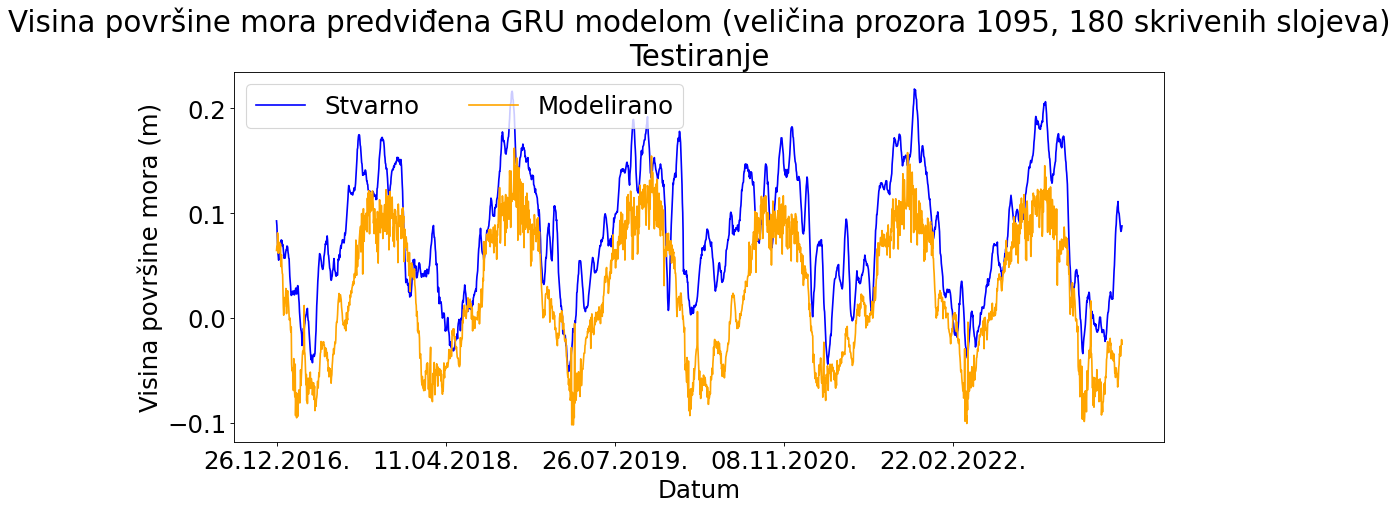 Visina površine mora predviđena GRU modelom (veličina prozora 1095, 180 skrivenih slojeva)
Testiranje
Stvarno
Modelirano
Visina površine mora (m)
0.2
0.1
0.0
−0.1
26.12.2016.
11.04.2018.
26.07.2019.
08.11.2020.
22.02.2022.
Datum